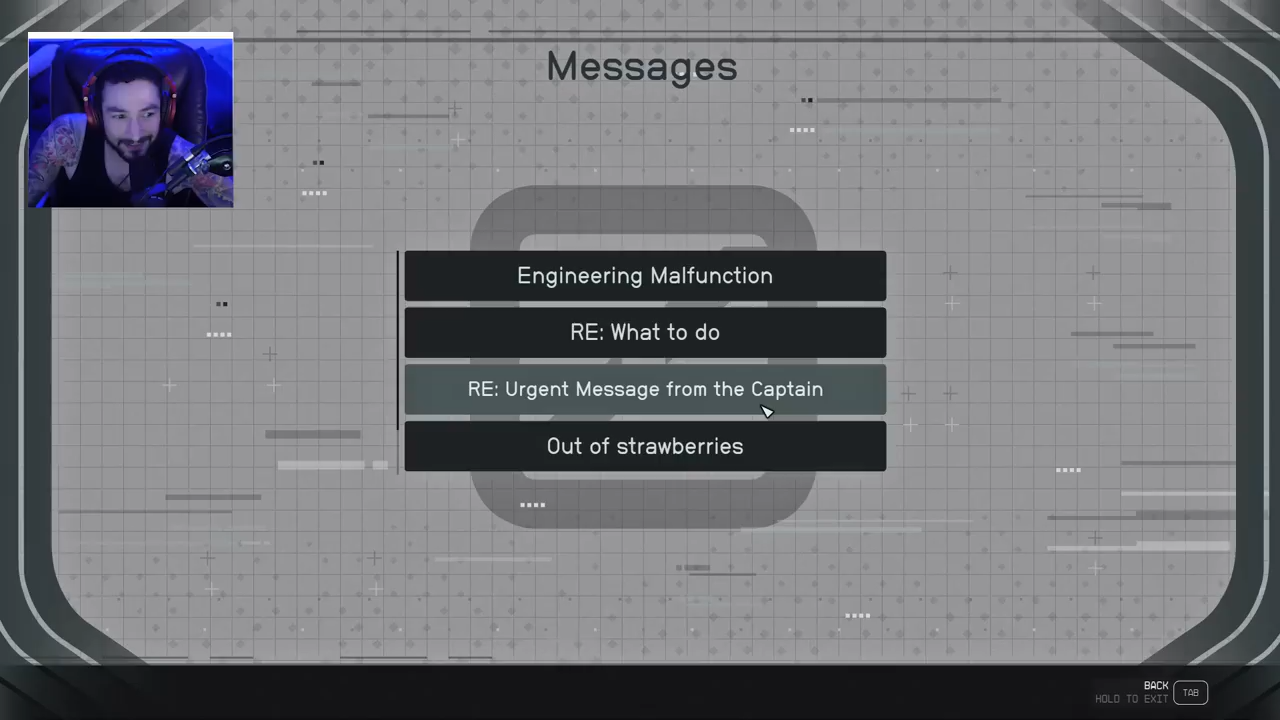 Messages
Engineering Malfunction
RE: What to do
RE: Urgent Message from the Captain
Out of strawberries
BACK
HOLD TO EXIT
TAB